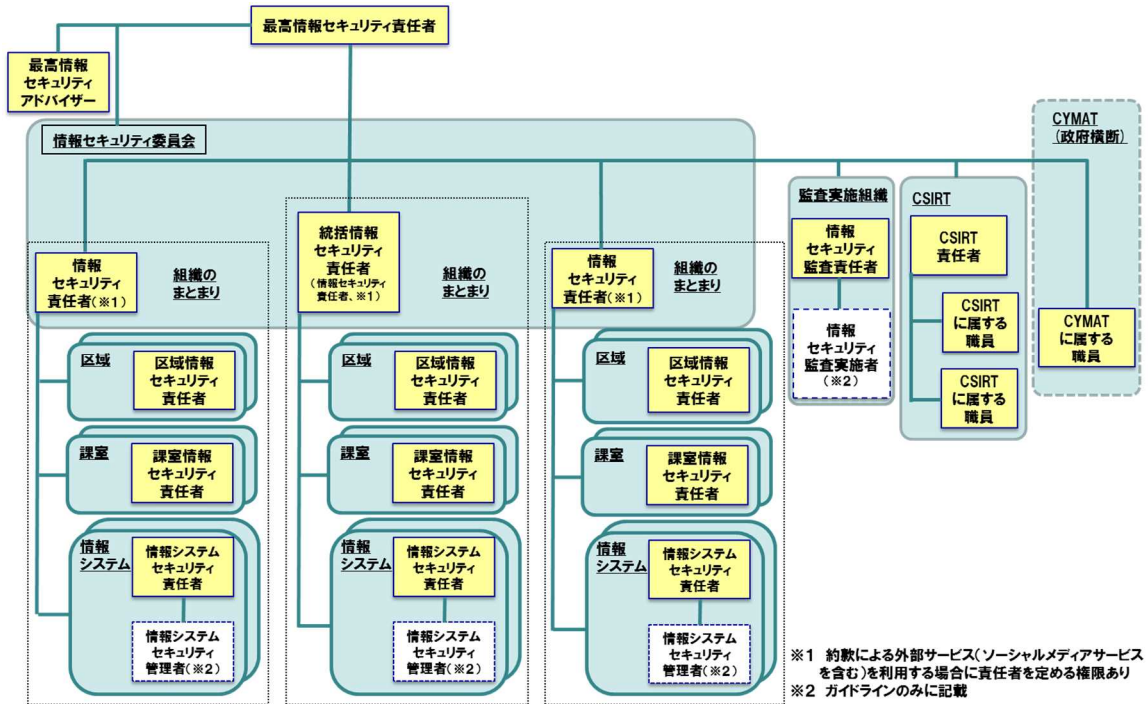 最高情報セキュリティ責任者
最高情報
セキュリティ
アドバイザー
情報セキュリティ委員会
CYMAT
(政府横断)
監査実施組織
CSIRT
情報
セキュリティ
責任者(※1)
組織の
まとまり
統括情報
セキュリティ
責任者
(情報セキュリティ
責任者、※1)
組織の
まとまり
情報
セキュリティ
責任者(※1)
組織の
まとまり
情報
セキュリティ
監査責任者
CSIRT
責任者
情報
セキュリティ
監査実施者
(※2)
CSIRT
に属する
職員
CSIRT
に属する
職員
CYMAT
に属する
職員
区域
区域情報
セキュリティ
責任者
区域
区域情報
セキュリティ
責任者
区域
区域情報
セキュリティ
責任者
課室
課室情報
セキュリティ
責任者
課室
課室情報
セキュリティ
責任者
課室
課室情報
セキュリティ
責任者
情報
システム
情報システム
セキュリティ
責任者
情報システム
セキュリティ
管理者(※2)
情報
システム
情報システム
セキュリティ
責任者
情報システム
セキュリティ
管理者(※2)
情報
システム
情報システム
セキュリティ
責任者
情報システム
セキュリティ
管理者(※2)
※1 約款による外部サービス(ソーシャルメディアサービス
を含む)を利用する場合に責任者を定める権限あり
※2 ガイドラインのみに記載